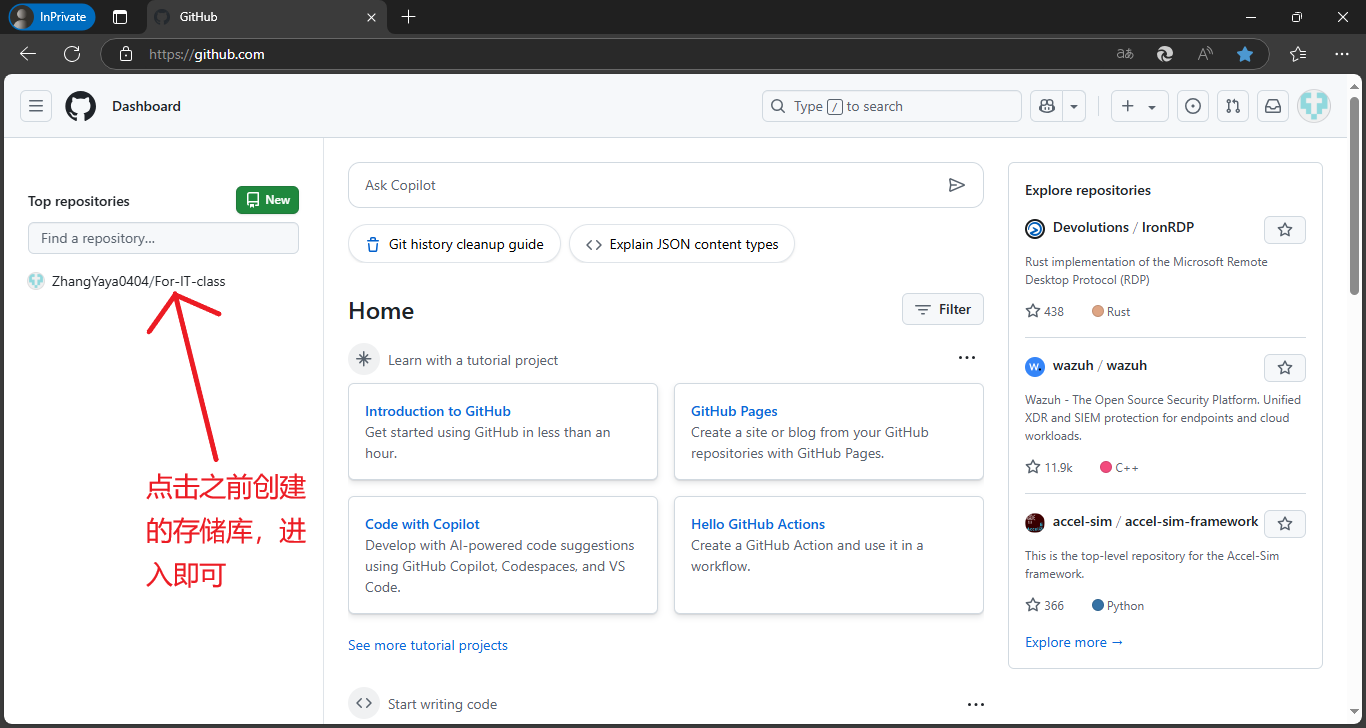 InPrivate
GitHub
https://github.com
Dashboard
Type / to search
Top repositories
New
Find a repository...
ZhangYaya0404/For-IT-class
点击之前创建
的存储库，进
入即可
Ask Copilot
Git history cleanup guide
Explain JSON content types
Home
Filter
Learn with a tutorial project
Introduction to GitHub
Get started using GitHub in less than an
hour.
GitHub Pages
Create a site or blog from your GitHub
repositories with GitHub Pages.
Code with Copilot
Develop with AI-powered code suggestions
using GitHub Copilot, Codespaces, and VS
Code.
Hello GitHub Actions
Create a GitHub Action and use it in a
workflow.
See more tutorial projects
Start writing code
Explore repositories
Devolutions / IronRDP
Rust implementation of the Microsoft Remote
Desktop Protocol (RDP)
438 Rust
W.
wazuh / wazuh
Wazuh - The Open Source Security Platform. Unified
XDR and SIEM protection for endpoints and cloud
workloads.
11.9k C++
accel-sim / accel-sim-framework
This is the top-level repository for the Accel-Sim
framework.
366 Python
Explore more →